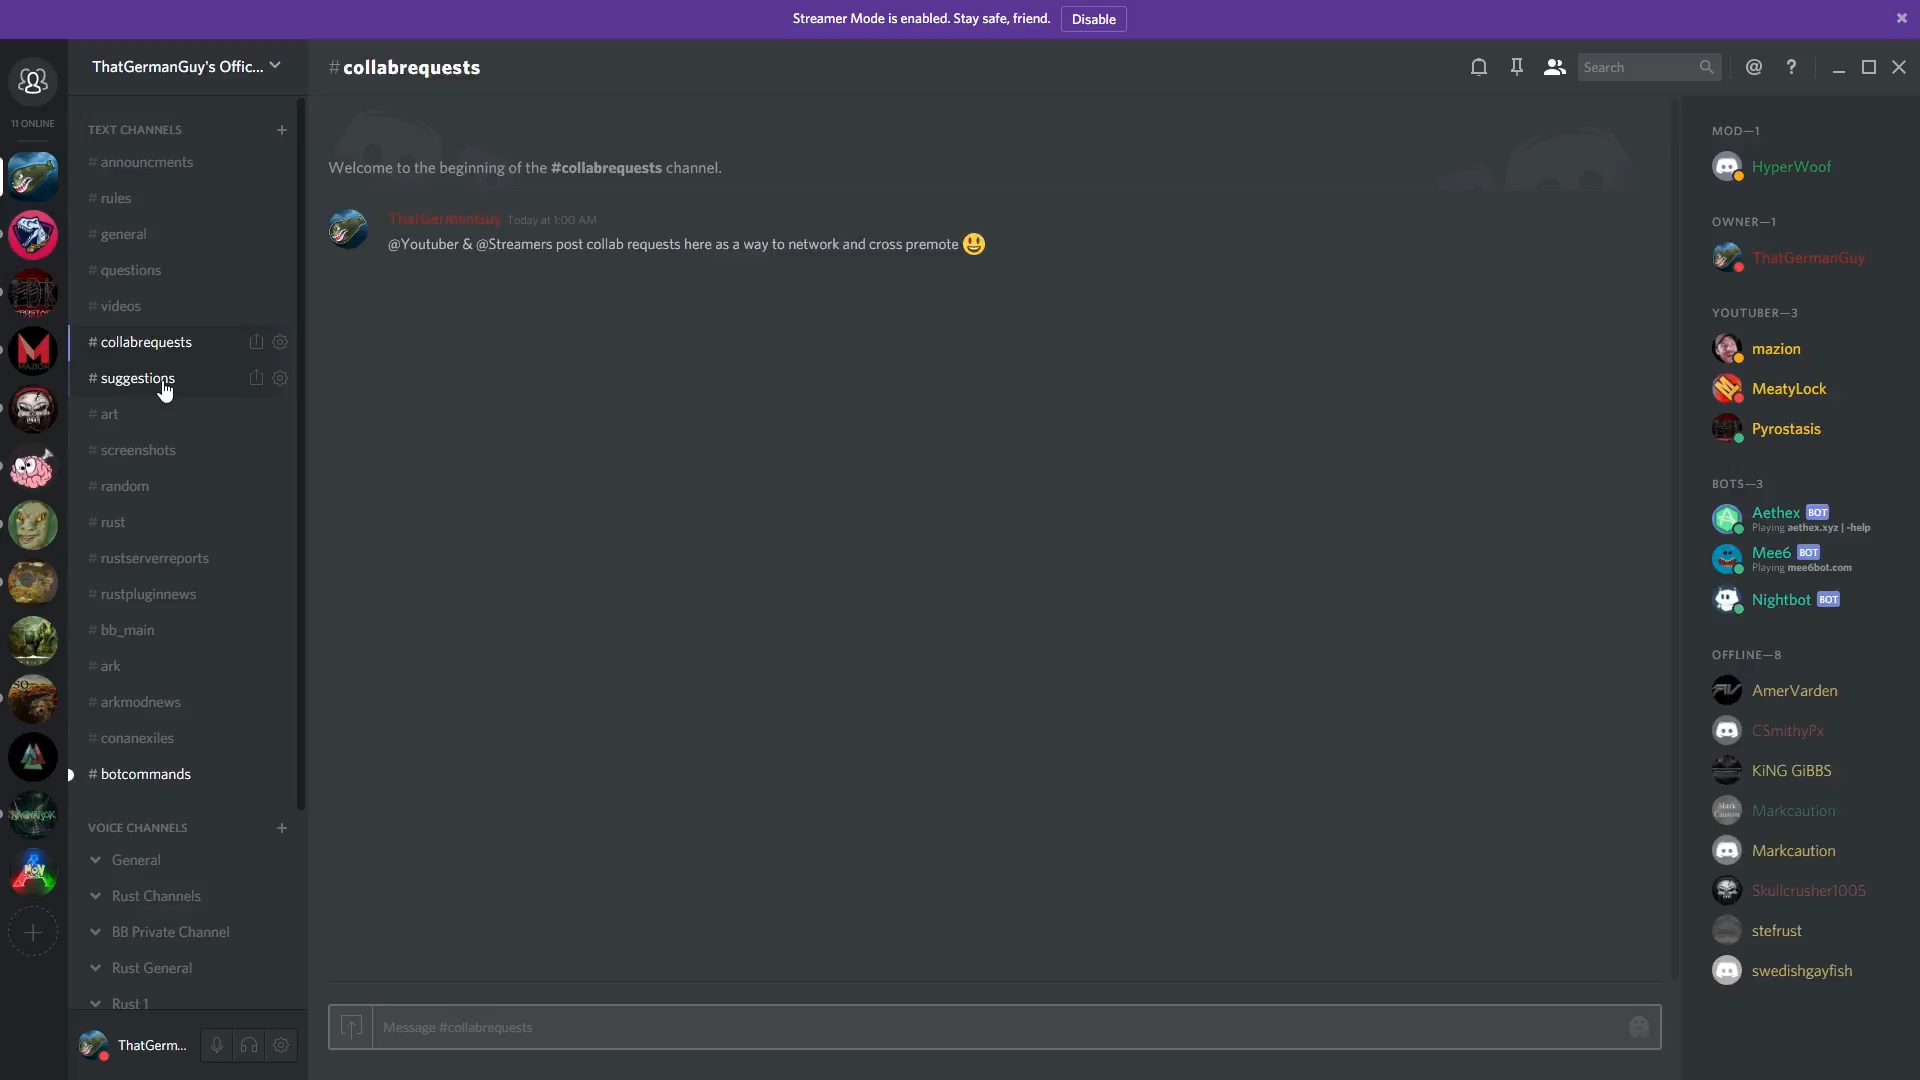 Streamer Mode is enabled. Stay safe, friend. Disable
ThatGermanGuy's Offic...
#collabrequests
Search
11 ONLINE
TEXT CHANNELS
# announcments
# rules
# general
# questions
# videos
# collabrequests
# suggestions
# art
# screenshots
# random
# rust
# rustserverreports
# rustpluginnews
# bb_main
# ark
# arkmodnews
# conanexiles
# botcommands
VOICE CHANNELS
General
Rust Channels
BB Private Channel
Rust General
Rust 1
ThatGerm...
Welcome to the beginning of the #collabrequests channel.
ThatGermanGuy Today at 1:00 AM
@Youtuber & @Streamers post collab requests here as a way to network and cross premote
Message #collabrequests
MOD—1
HyperWoof
OWNER—1
ThatGermanGuy
YOUTUBER—3
mazion
MeatyLock
Pyrostasis
BOTS—3
Aethex BOT
Playing aethex.xyz | -help
Mee6 BOT
Playing mee6bot.com
Nightbot BOT
OFFLINE—8
AmerVarden
CSmithyPx
KiNG GiBBS
Markcaution
Markcaution
Skullcrusher1005
stefrust
swedishgayfish